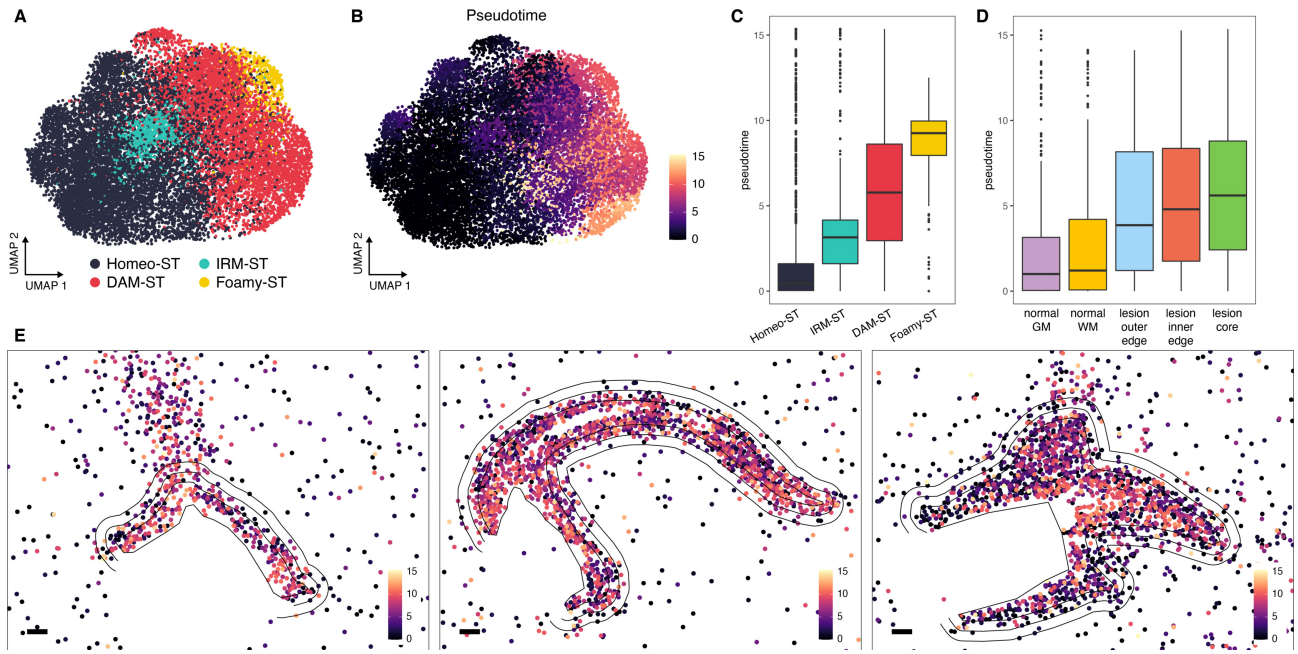 A
UMAP 2
UMAP 1
Homeo-ST
IRM-ST
DAM-ST
Foamy-ST
B
Pseudotime
UMAP 2
UMAP 1
15
10
5
0
C
pseudotime
15
10
5
0
Homeo-ST
IRM-ST
DAM-ST
Foamy-ST
D
pseudotime
15
10
5
0
normal
GM
normal
WM
lesion
outer
edge
lesion
inner
edge
lesion
core
E
15
10
5
0
15
10
5
0
15
10
5
0